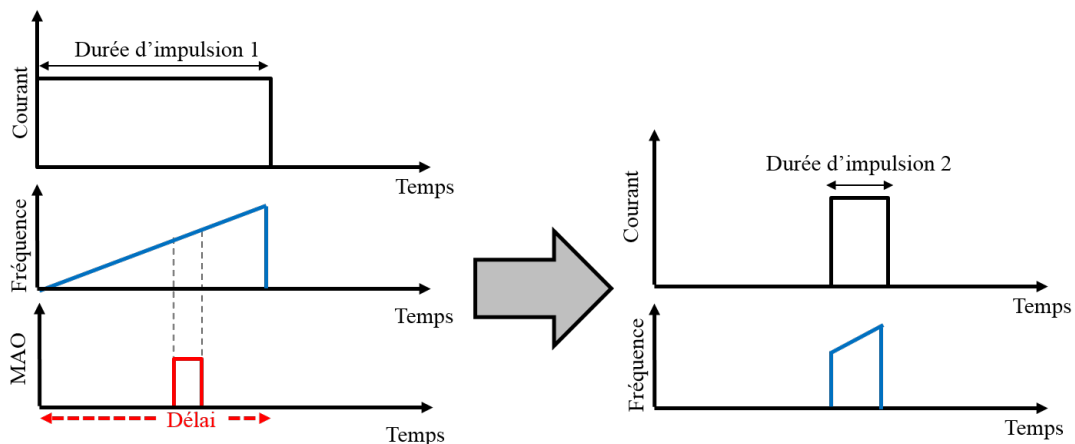 Durée d'impulsion 1
Courant
Temps
Fréquence
Temps
MAO
Délai
Temps
Durée d'impulsion 2
Courant
Temps
Fréquence
Temps